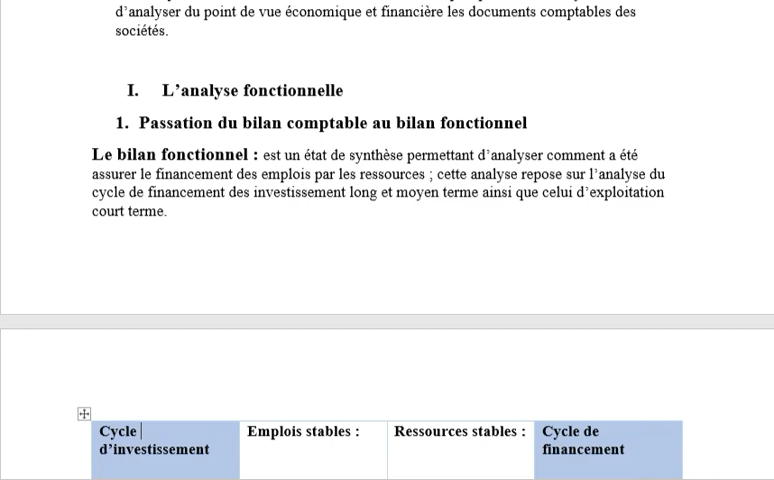 d’analyser du point de vue économique et financière les documents comptables des
sociétés.
I. L’analyse fonctionnelle
1. Passation du bilan comptable au bilan fonctionnel
Le bilan fonctionnel : est un état de synthèse permettant d’analyser comment a été
assurer le financement des emplois par les ressources ; cette analyse repose sur l’analyse du
cycle de financement des investissement long et moyen terme ainsi que celui d’exploitation
court terme.
Cycle
d’investissement
Emplois stables :
Ressources stables :
Cycle de
financement